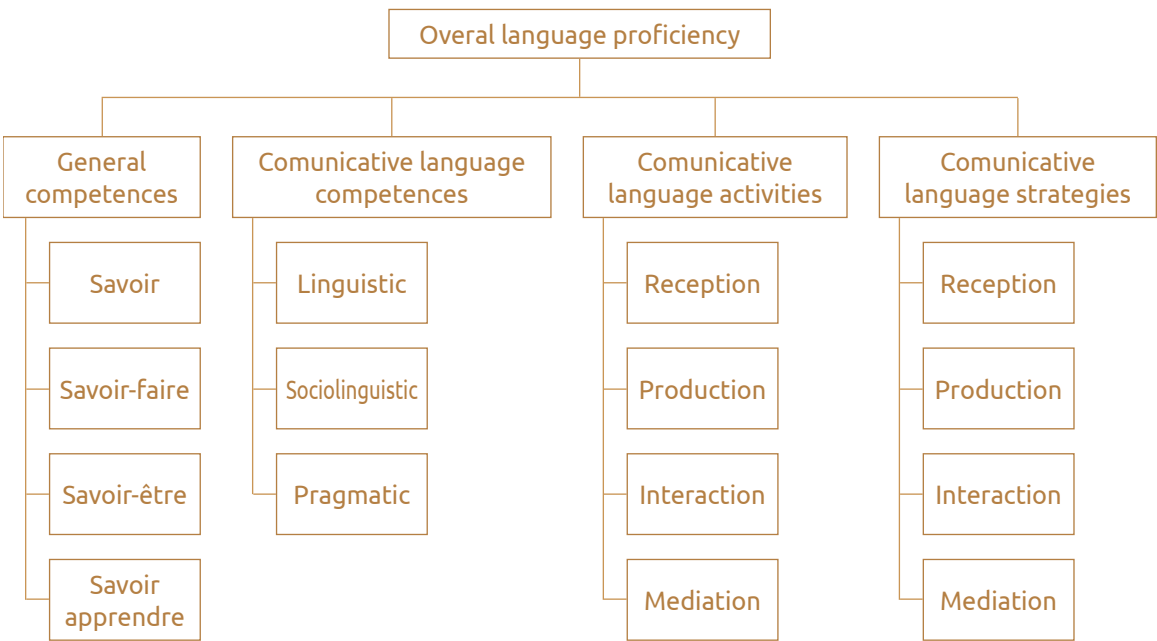 Overal language proficiency
General
competences
Savoir
Savoir-faire
Savoir-être
Savoir
apprendre
Comunicative language
competences
Linguistic
Sociolinguistic
Pragmatic
Comunicative
language activities
Reception
Production
Interaction
Mediation
Comunicative
language strategies
Reception
Production
Interaction
Mediation